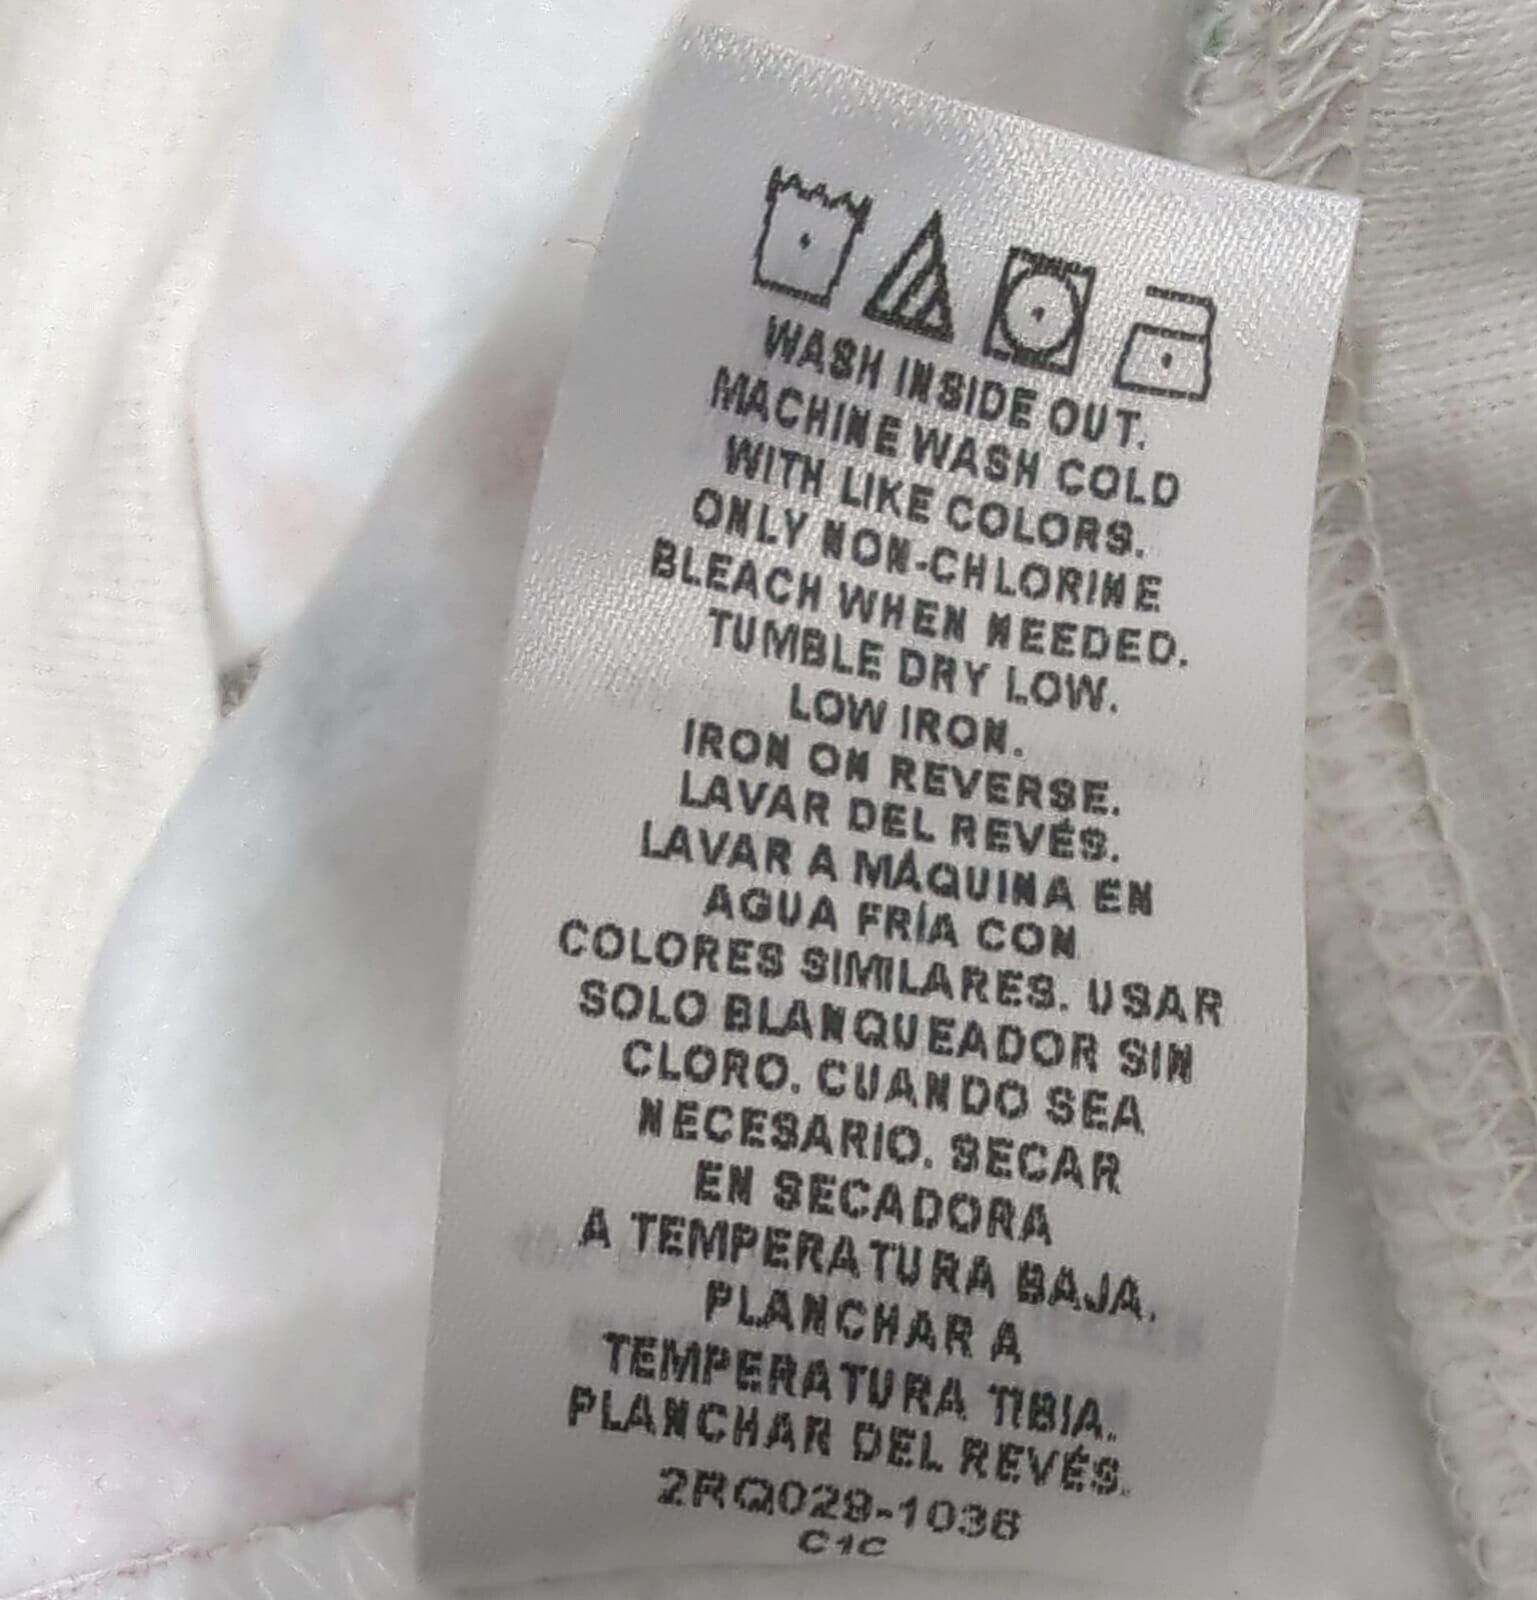 WASH INSIDE OUT.
MACHINE WASH COLD
WITH LIKE COLORS.
ONLY NON-CHLORINE
BLEACH WHEN NEEDED.
TUMBLE DRY LOW.
LOW IRON.
IRON ON REVERSE.
LAVAR DEL REVÉS.
LAVAR A MÁQUINA EN
AGUA FRÍA CON
COLORES SIMILARES. USAR
SOLO BLANQUEADOR SIN
CLORO. CUANDO SEA
NECESARIO. SECAR
EN SECADORA
A TEMPERATURA BAJA.
PLANCHAR A
TEMPERATURA TIBIA.
PLANCHAR DEL REVÉS.
2RQ029-1036
C1C